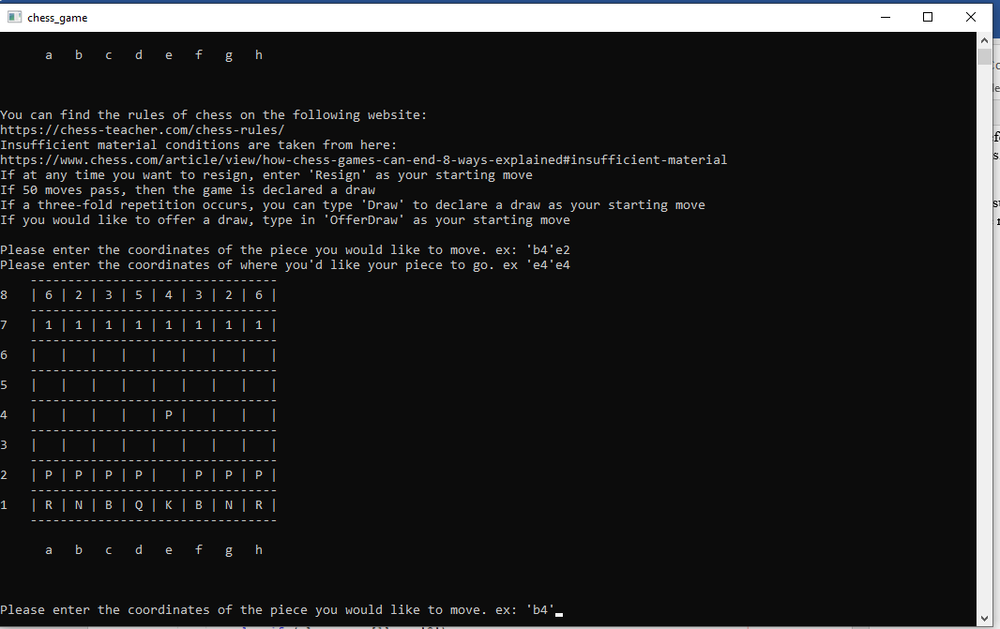 chess_game
a b c d e f g h
You can find the rules of chess on the following website:
https://chess-teacher.com/chess-rules/
Insufficient material conditions are taken from here:
https://www.chess.com/article/view/how-chess-games-can-end-8-ways-explained#insufficient-material
If at any time you want to resign, enter 'Resign' as your starting move
If 50 moves pass, then the game is declared a draw
If a three-fold repetition occurs, you can type 'Draw' to declare a draw as your starting move
If you would like to offer a draw, type in 'OfferDraw' as your starting move
Please enter the coordinates of the piece you would like to move. ex: 'b4'e2
Please enter the coordinates of where you'd like your piece to go. ex 'e4'e4
---------------------------------
8 | 6 | 2 | 3 | 5 | 4 | 3 | 2 | 6 |
---------------------------------
7 | 1 | 1 | 1 | 1 | 1 | 1 | 1 | 1 |
---------------------------------
6 |   |   |   |   |   |   |   |   |
---------------------------------
5 |   |   |   |   |   |   |   |   |
---------------------------------
4 |   |   |   |   | P |   |   |   |
---------------------------------
3 |   |   |   |   |   |   |   |   |
---------------------------------
2 | P | P | P | P |   | P | P | P |
---------------------------------
1 | R | N | B | Q | K | B | N | R |
---------------------------------
a b c d e f g h
Please enter the coordinates of the piece you would like to move. ex: 'b4'